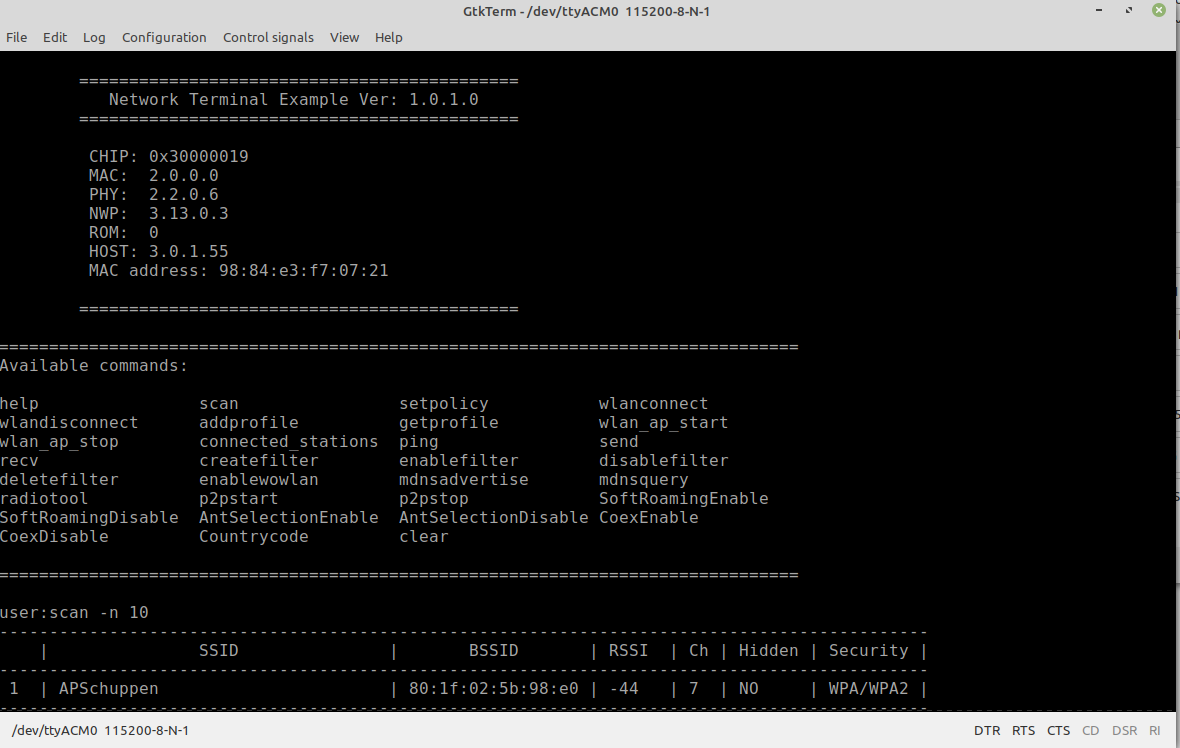 GtkTerm - /dev/ttyACM0 115200-8-N-1
File Edit Log Configuration Control signals View Help
============================================
Network Terminal Example Ver: 1.0.1.0
============================================
CHIP: 0x30000019
MAC: 2.0.0.0
PHY: 2.2.0.6
NWP: 3.13.0.3
ROM: 0
HOST: 3.0.1.55
MAC address: 98:84:e3:f7:07:21
============================================
================================================================================
Available commands:
help scan setpolicy wlanconnect
wlandisconnect addprofile getprofile wlan_ap_start
wlan_ap_stop connected_stations ping send
recv createfilter enablefilter disablefilter
deletefilter enablewowlan mdnsadvertise mdnsquery
radiotool p2pstart p2pstop SoftRoamingEnable
SoftRoamingDisable AntSelectionEnable AntSelectionDisable CoexEnable
CoexDisable Countrycode clear
================================================================================
user:scan -n 10
---------------------------------------------------------------------------------------------
| SSID | BSSID | RSSI | Ch | Hidden | Security |
---------------------------------------------------------------------------------------------
1 | APSchuppen | 80:1f:02:5b:98:e0 | -44 | 7 | NO | WPA/WPA2 |
---------------------------------------------------------------------------------------------
/dev/ttyACM0 115200-8-N-1 DTR RTS CTS CD DSR RI